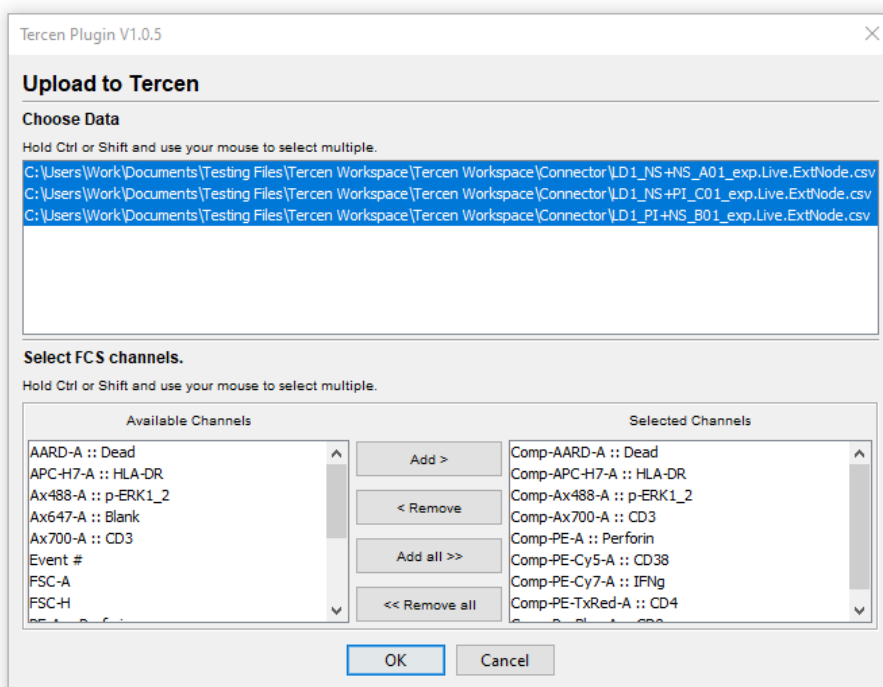 Tercen Plugin V1.0.5
Upload to Tercen
Choose Data
Hold Ctrl or Shift and use your mouse to select multiple.
C:\Users\Work\Documents\Testing Files\Tercen Workspace\Tercen Workspace\Connector\LD1_NS+NS_A01_exp.Live.ExtNode.csv
C:\Users\Work\Documents\Testing Files\Tercen Workspace\Tercen Workspace\Connector\LD1_NS+PI_C01_exp.Live.ExtNode.csv
C:\Users\Work\Documents\Testing Files\Tercen Workspace\Tercen Workspace\Connector\LD1_PI+NS_B01_exp.Live.ExtNode.csv
Select FCS channels.
Hold Ctrl or Shift and use your mouse to select multiple.
Available Channels
AARD-A :: Dead
APC-H7-A :: HLA-DR
Ax488-A :: p-ERK1_2
Ax647-A :: Blank
Ax700-A :: CD3
Event #
FSC-A
FSC-H
Add >
< Remove
Add all >>
<< Remove all
Selected Channels
Comp-AARD-A :: Dead
Comp-APC-H7-A :: HLA-DR
Comp-Ax488-A :: p-ERK1_2
Comp-Ax700-A :: CD3
Comp-PE-A :: Perforin
Comp-PE-Cy5-A :: CD38
Comp-PE-Cy7-A :: IFNg
Comp-PE-TxRed-A :: CD4
OK
Cancel